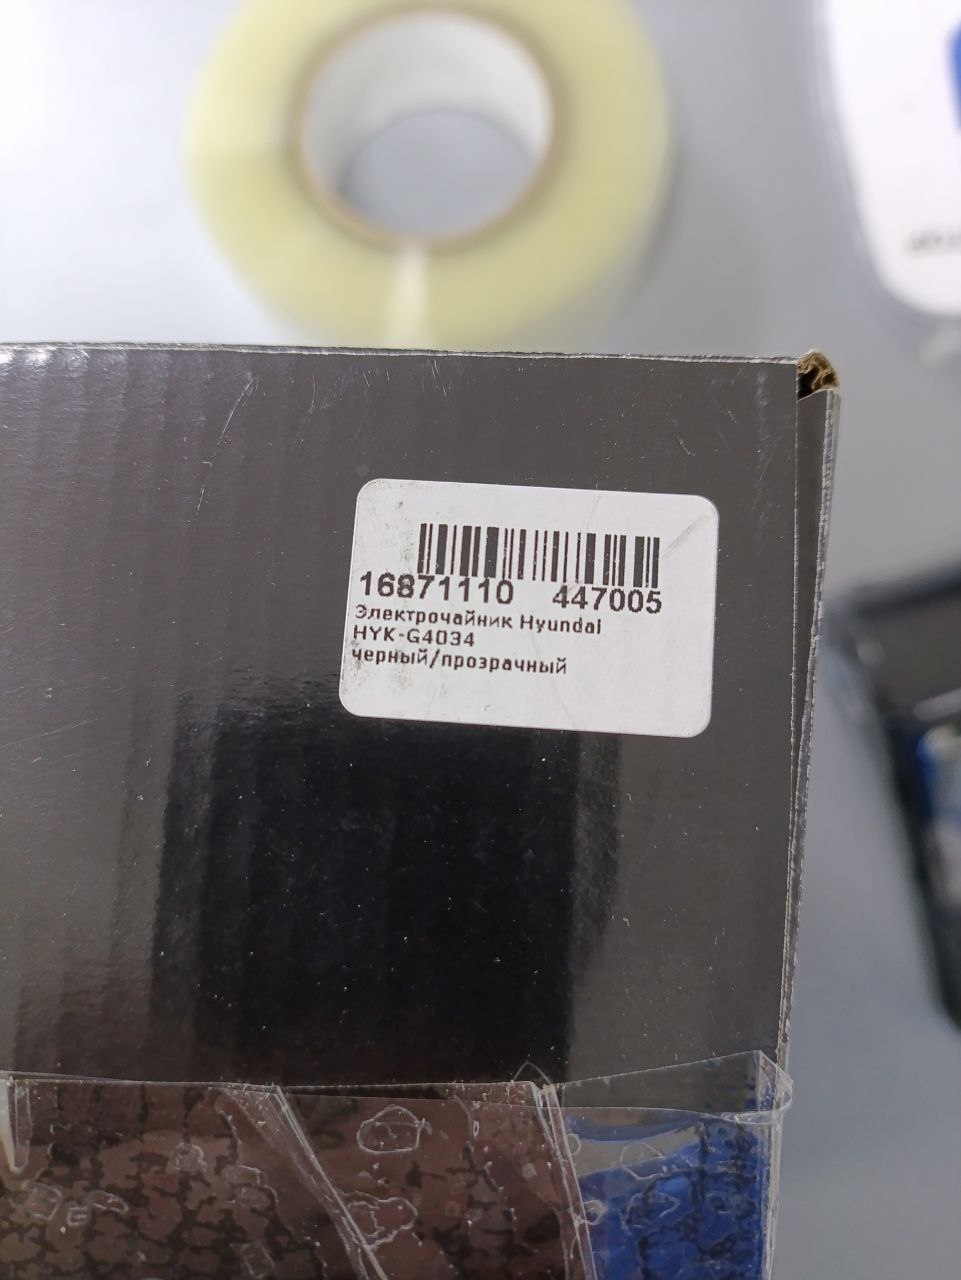 16871110 447005
Электрочайник Hyundai
HYK-G4034
черный/прозрачный